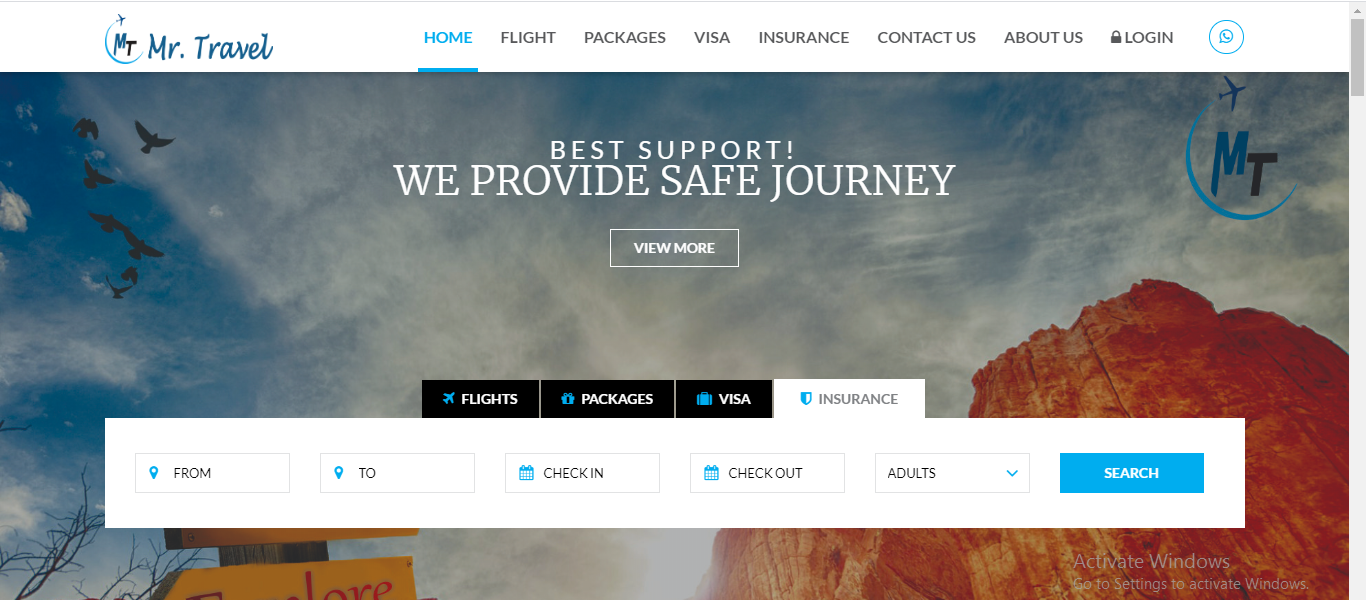 MT Mr. Travel
HOME FLIGHT PACKAGES VISA INSURANCE CONTACT US ABOUT US LOGIN
MT
BEST SUPPORT!
WE PROVIDE SAFE JOURNEY
VIEW MORE
FLIGHTS PACKAGES VISA INSURANCE
FROM TO CHECK IN CHECK OUT ADULTS SEARCH
Activate Windows
Go to Settings to activate Windows.
Explore